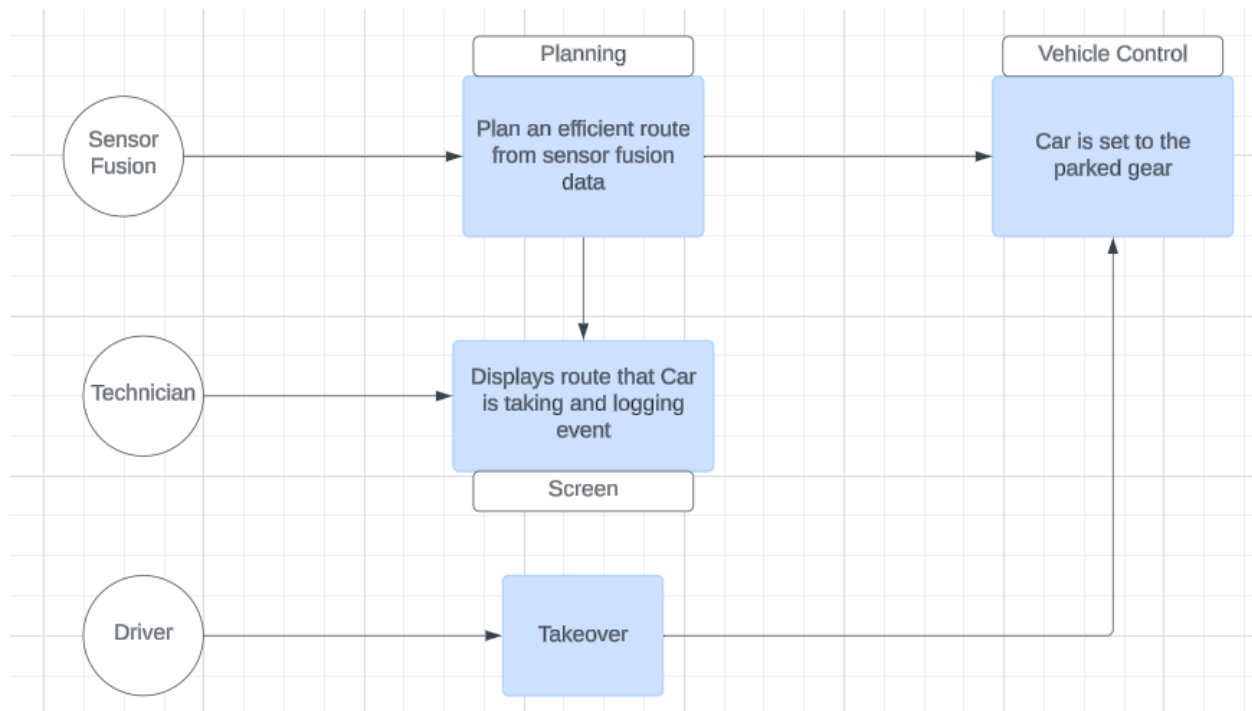 Planning
Vehicle Control
Sensor
Fusion
Plan an efficient route
from sensor fusion
data
Car is set to the
parked gear
Technician
Displays route that Car
is taking and logging
event
Screen
Driver
Takeover